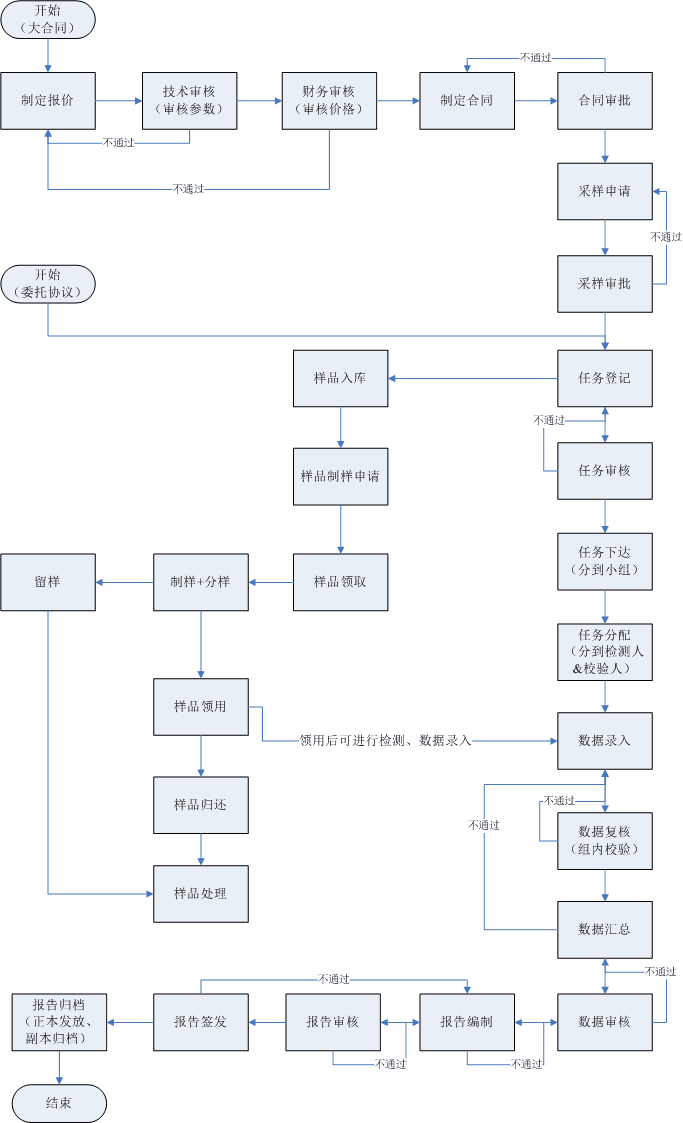 开始
（大合同）
不通过
制定报价
技术审核
（审核参数）
财务审核
（审核价格）
制定合同
合同审批
不通过
不通过
采样申请
不通过
开始
（委托协议）
采样审批
样品入库
任务登记
不通过
样品制样申请
任务审核
任务下达
（分到小组）
留样
制样+分样
样品领取
任务分配
（分到检测人
&校验人）
样品领用
领用后可进行检测、数据录入
数据录入
不通过
样品归还
不通过
数据复核
（组内校验）
样品处理
数据汇总
不通过
不通过
报告归档
（正本发放、
副本归档）
报告签发
报告审核
报告编制
数据审核
不通过
不通过
结束